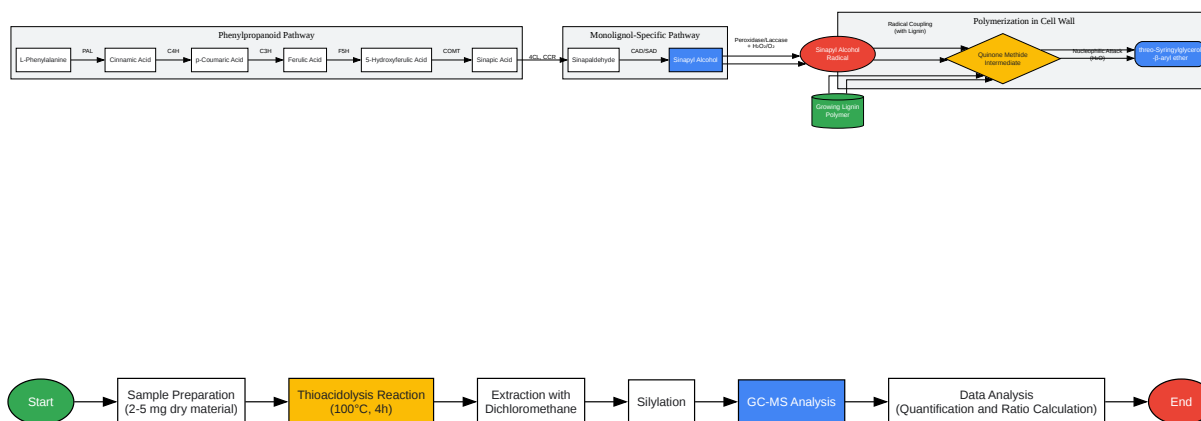 Phenylpropanoid Pathway
L-Phenylalanine
PAL
Cinnamic Acid
C4H
p-Coumaric Acid
C3H
Ferulic Acid
F5H
5-Hydroxyferulic Acid
COMT
Sinapic Acid
4CL, CCR
Monolignol-Specific Pathway
Sinapaldehyde
CAD/SAD
Sinapyl Alcohol
Peroxidase/Laccase
+ H₂O₂/O₂
Polymerization in Cell Wall
Sinapyl Alcohol
Radical
Radical Coupling
(with Lignin)
Growing Lignin
Polymer
Quinone Methide
Intermediate
Nucleophilic Attack
(H₂O)
threo-Syringylglycerol
-β-aryl ether
Start
Sample Preparation
(2-5 mg dry material)
Thioacidolysis Reaction
(100°C, 4h)
Extraction with
Dichloromethane
Silylation
GC-MS Analysis
Data Analysis
(Quantification and Ratio Calculation)
End